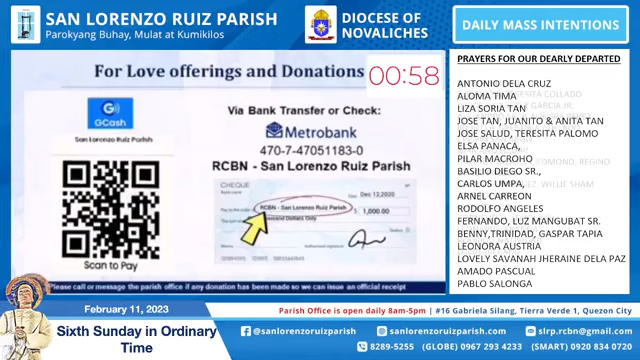 SAN LORENZO RUIZ PARISH
Parokyang Buhay, Mulat at Kumikilos
DIOCESE OF
NOVALICHES
DAILY MASS INTENTIONS
For Love offerings and Donations
00:58
GCash
San Lorenzo Ruiz Parish
Scan to Pay
Via Bank Transfer or Check:
Metrobank
470-7-47051183-0
RCBN - San Lorenzo Ruiz Parish
CHEQUE
Dec 12,2020
RCBN - San Lorenzo Ruiz Parish
1,000.00
Dollars Only
Please call or message the parish office if any donation has been made so we can issue an official receipt
PRAYERS FOR OUR DEARLY DEPARTED
ANTONIO DELA CRUZ
ALOMA TIMA
LIZA SORIA TAN
JOSE TAN, JUANITO & ANITA TAN
JOSE SALUD, TERESITA PALOMO
ELSA PANACA,
PILAR MACROHO
BASILIO DIEGO SR.,
CARLOS UMPA,
ARNEL CARREON
RODOLFO ANGELES
FERNANDO, LUZ MANGUBAT SR.
BENNY,TRINIDAD, GASPAR TAPIA
LEONORA AUSTRIA
LOVELY SAVANAH JHERAINE DELA PAZ
AMADO PASCUAL
PABLO SALONGA
February 11, 2023
Parish Office is open daily 8am-5pm | #16 Gabriela Silang, Tierra Verde 1, Quezon City
Sixth Sunday in Ordinary
Time
@sanlorenzoruizparish
sanlorenzoruizparish.com
slrp.rcbn@gmail.com
8289-5255 (GLOBE) 0967 293 4233 (SMART) 0920 834 0720